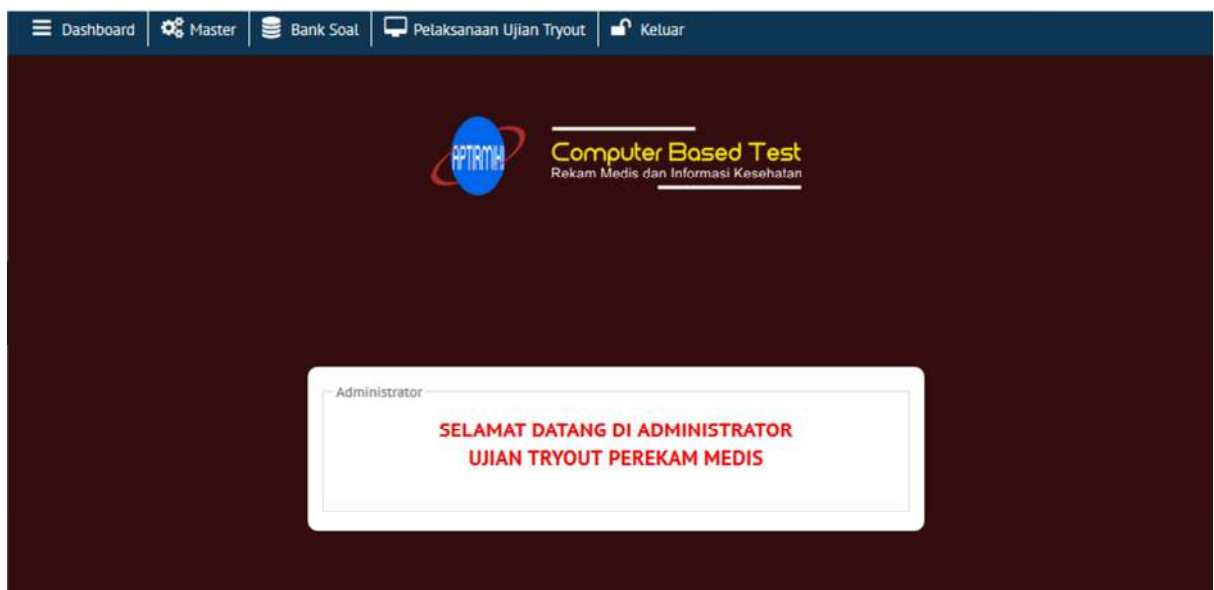 Dashboard Master Bank Soal Pelaksanaan Ujian Tryout Keluar
APTIRMIKI
Computer Based Test
Rekam Medis dan Informasi Kesehatan
Administrator
SELAMAT DATANG DI ADMINISTRATOR
UJIAN TRYOUT PEREKAM MEDIS